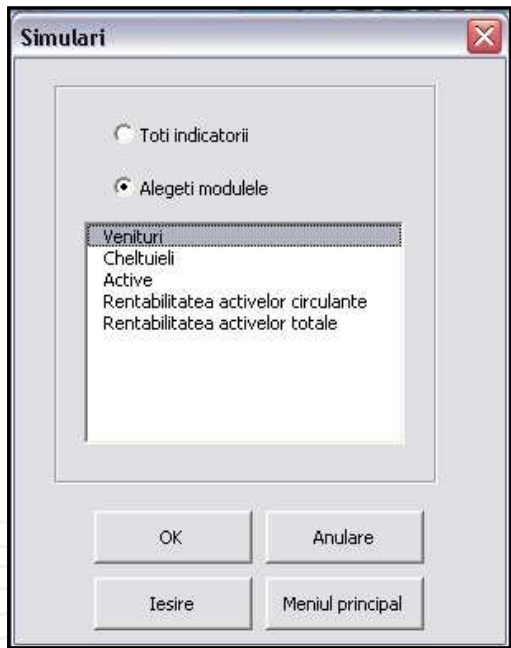 Simulari
Toti indicatorii
Alegeti modulele
Venituri
Cheltuieli
Active
Rentabilitatea activelor circulante
Rentabilitatea activelor totale
OK
Anulare
Iesire
Meniul principal